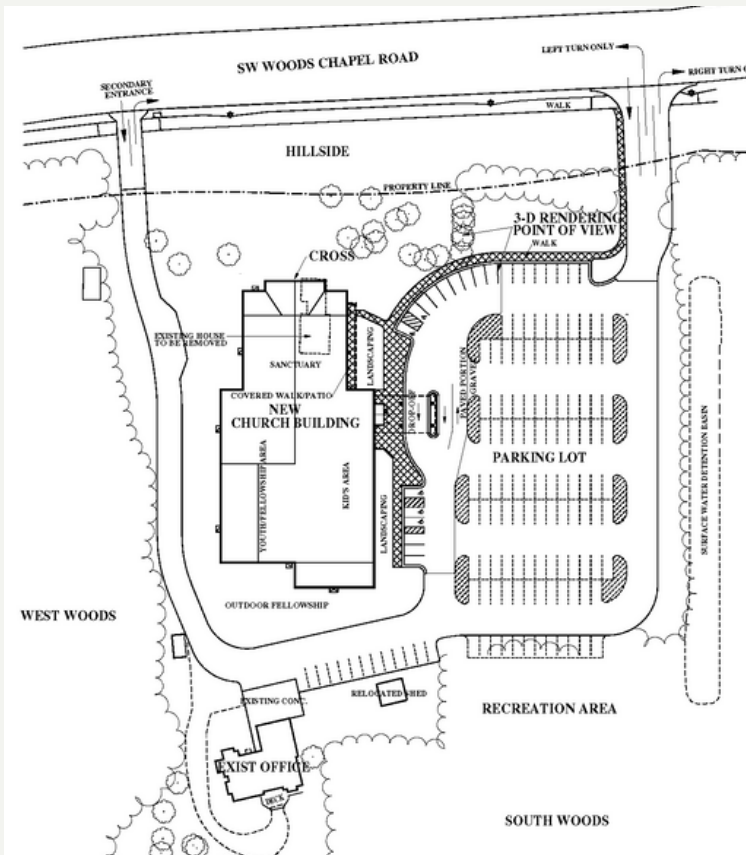 SW WOODS CHAPEL ROAD
LEFT TURN ONLY
RIGHT TURN O
SECONDARY
ENTRANCE
WALK
HILLSIDE
PROPERTY LINE
3-D RENDERING
POINT OF VIEW
WALK
CROSS
EXISTING HOUSE
TO BE REMOVED
SANCTUARY
LANDSCAPING
COVERED WALK/PATIO
NEW
CHURCH BUILDING
DROP-OFF
PAVED PORTION
GRAVEL
PARKING LOT
YOUTH/FELLOWSHIP AREA
KID'S AREA
LANDSCAPING
SURFACE WATER DETENTION BASIN
OUTDOOR FELLOWSHIP
WEST WOODS
EXISTING CONC.
RELOCATED SHED
RECREATION AREA
EXIST OFFICE
DECK
SOUTH WOODS